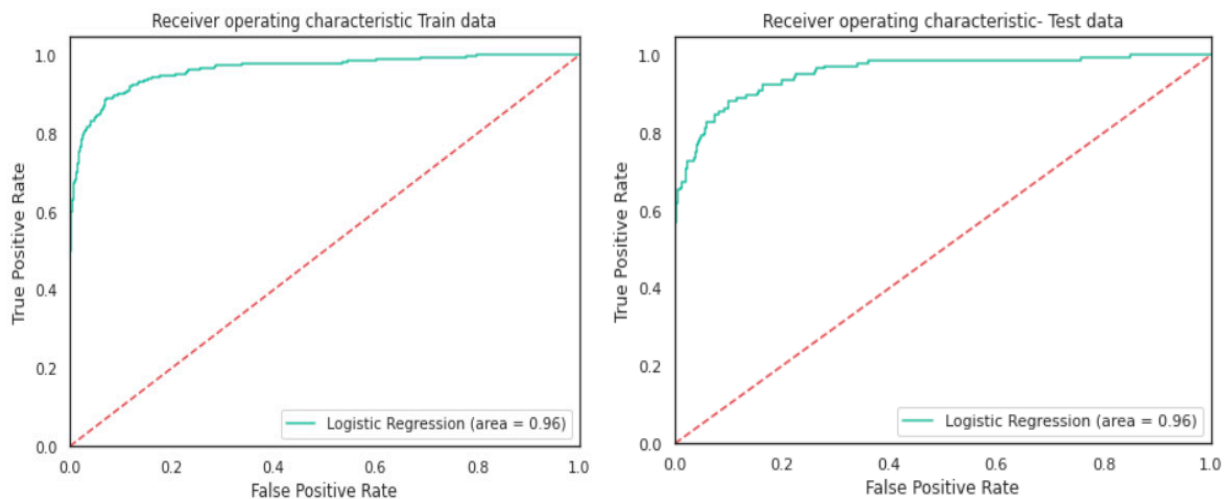 Receiver operating characteristic Train data
1.0
0.8
0.6
0.4
0.2
0.0
True Positive Rate
0.0 0.2 0.4 0.6 0.8 1.0
False Positive Rate
Logistic Regression (area = 0.96)
Receiver operating characteristic- Test data
1.0
0.8
0.6
0.4
0.2
0.0
True Positive Rate
0.0 0.2 0.4 0.6 0.8 1.0
False Positive Rate
Logistic Regression (area = 0.96)